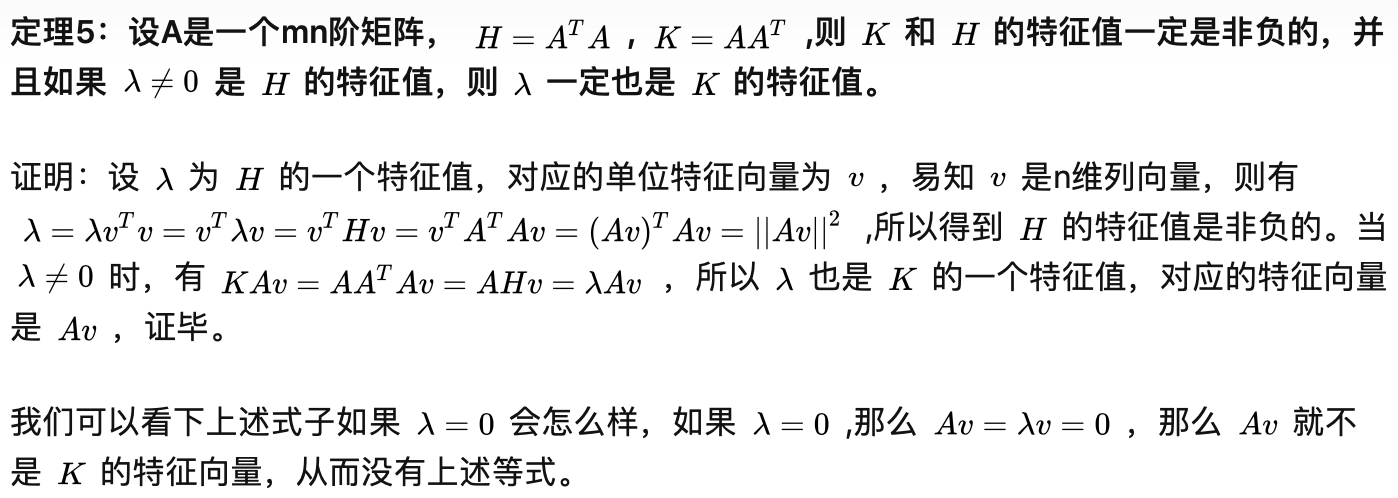 定理5：设A是一个mn阶矩阵， $H = A^T A$ ，$K = AA^T$ ,则 $K$ 和 $H$ 的特征值一定是非负的，并
且如果 $\lambda \neq 0$ 是 $H$ 的特征值，则 $\lambda$ 一定也是 $K$ 的特征值。
证明：设 $\lambda$ 为 $H$ 的一个特征值，对应的单位特征向量为 $v$ ，易知 $v$ 是n维列向量，则有
$\lambda = \lambda v^T v = v^T \lambda v = v^T H v = v^T A^T A v = (Av)^T Av = ||Av||^2$ ,所以得到 $H$ 的特征值是非负的。当
$\lambda \neq 0$ 时，有 $KAv = AA^T Av = AHv = \lambda Av$ ，所以 $\lambda$ 也是 $K$ 的一个特征值，对应的特征向量
是 $Av$ ，证毕。
我们可以看下上述式子如果 $\lambda = 0$ 会怎么样，如果 $\lambda = 0$ ,那么 $Av = \lambda v = 0$ ，那么 $Av$ 就不
是 $K$ 的特征向量，从而没有上述等式。